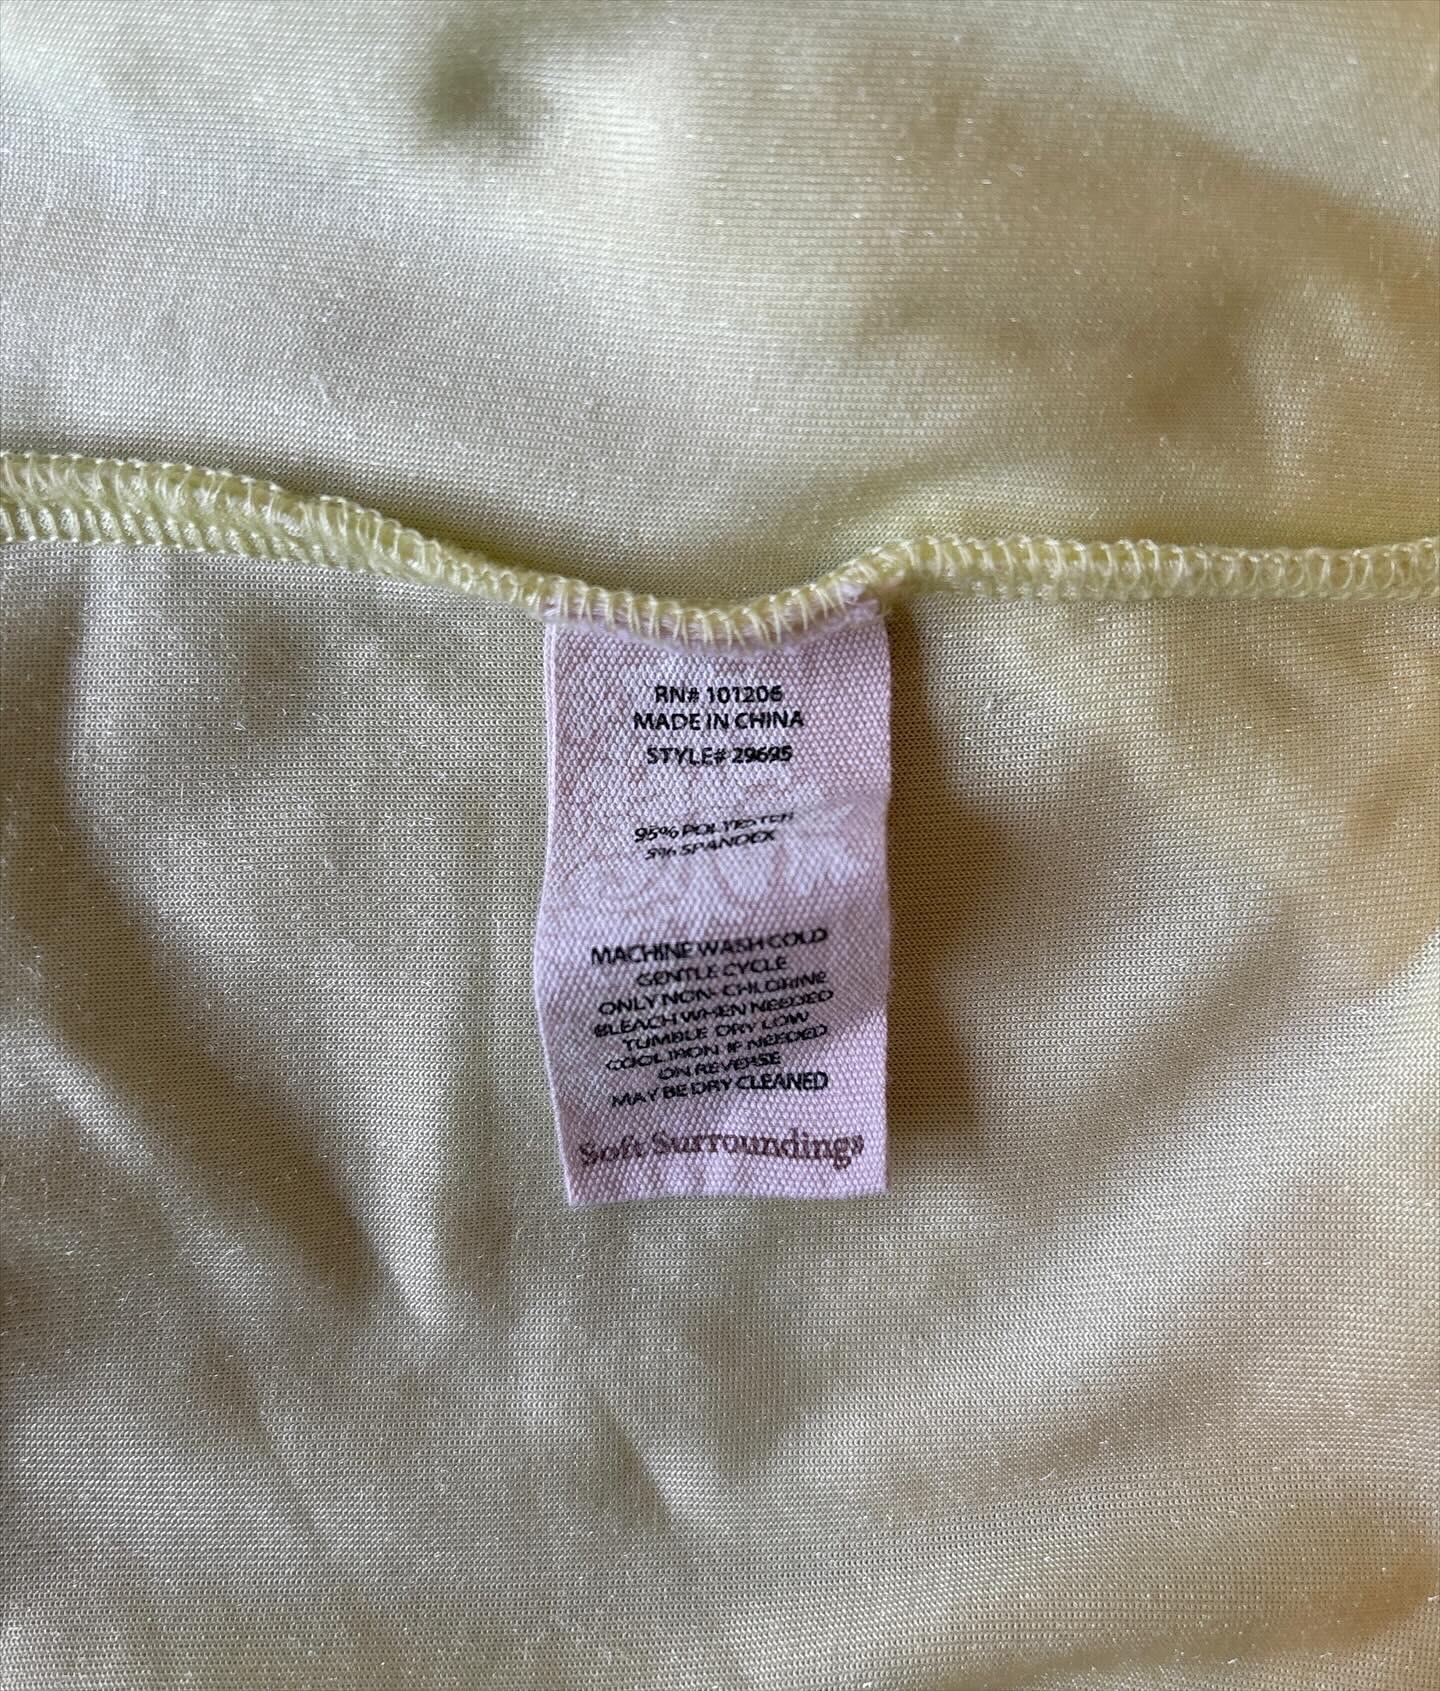 RN# 101206
MADE IN CHINA
STYLE# 29695
95% POLYESTER
5% SPANDEX
MACHINE WASH COLD
GENTLE CYCLE
ONLY NON- CHLORINE
BLEACH WHEN NEEDED
TUMBLE DRY LOW
COOL IRON IF NEEDED
ON REVERSE
MAY BE DRY CLEANED
Soft Surroundings